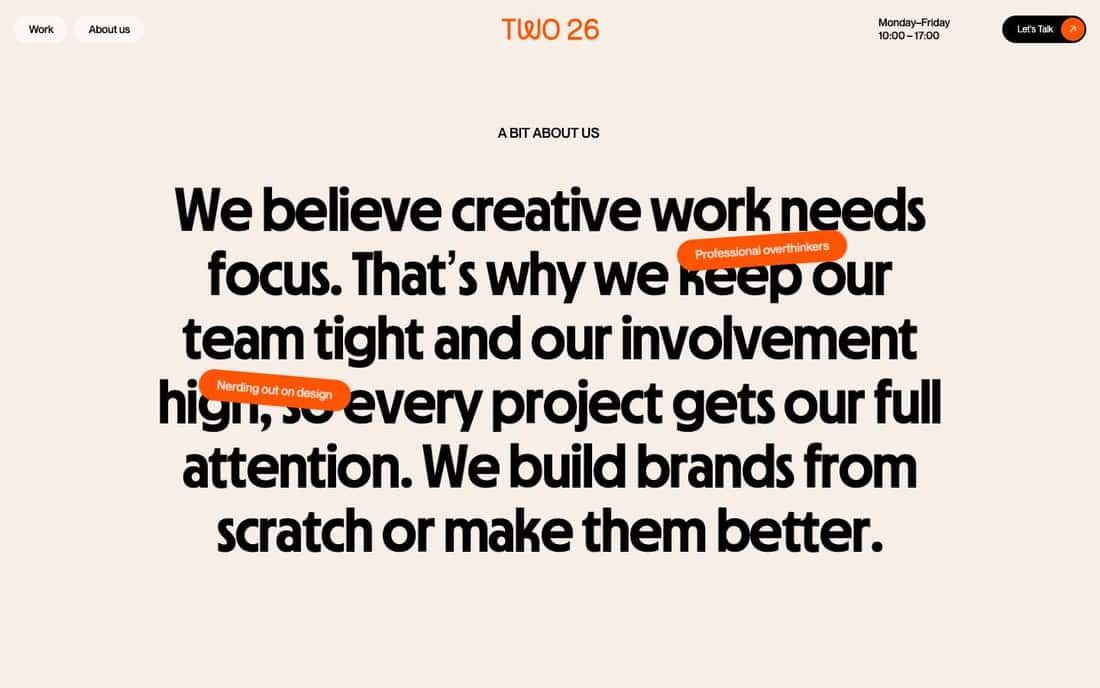 Work
About us
TWO 26
Monday–Friday
10:00 – 17:00
Let's Talk
A BIT ABOUT US
We believe creative work needs
Professional overthinkers
focus. That’s why we keep our
team tight and our involvement
Nerding out on design
high, so every project gets our full
attention. We build brands from
scratch or make them better.